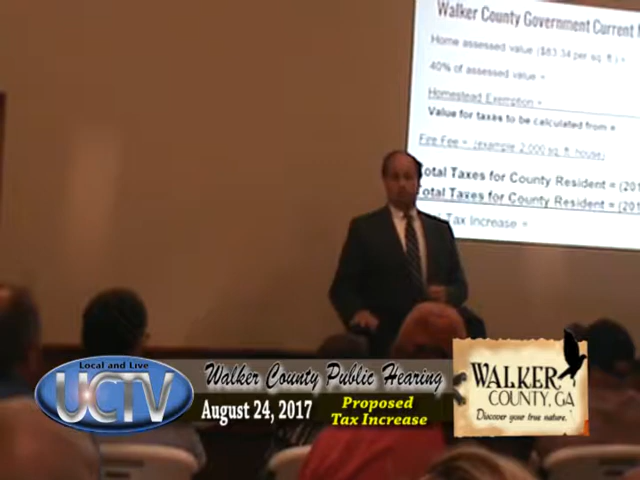 Walker County Government Current
Home assessed value ($83.34 per sq. ft.) =
40% of assessed value =
Homestead Exemption =
Value for taxes to be calculated from =
Fire Fee = (example 2,000 sq. ft. house)
Total Taxes for County Resident = (201
Total Taxes for County Resident = (201
Tax Increase =
Local and Live
UCTV
Walker County Public Hearing
August 24, 2017
Proposed
Tax Increase
WALKER
COUNTY, GA
Discover your true nature.